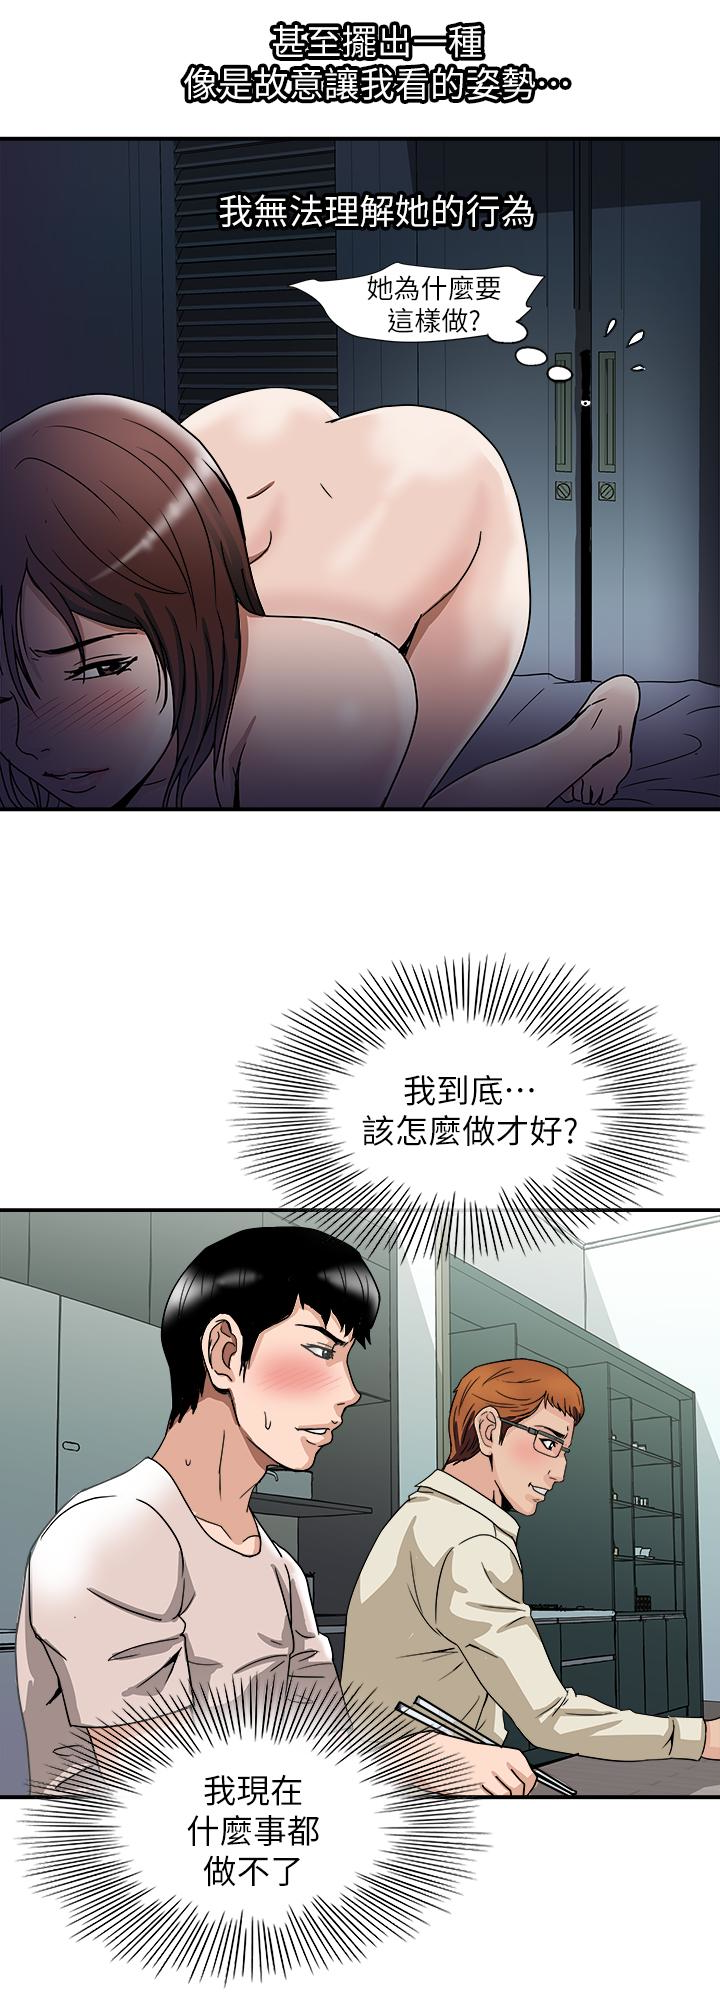 甚至擺出一種
像是故意讓我看的姿勢…
我無法理解她的行為
她為什麼要
這樣做?
我到底…
該怎麼做才好?
我現在
什麼事都
做不了